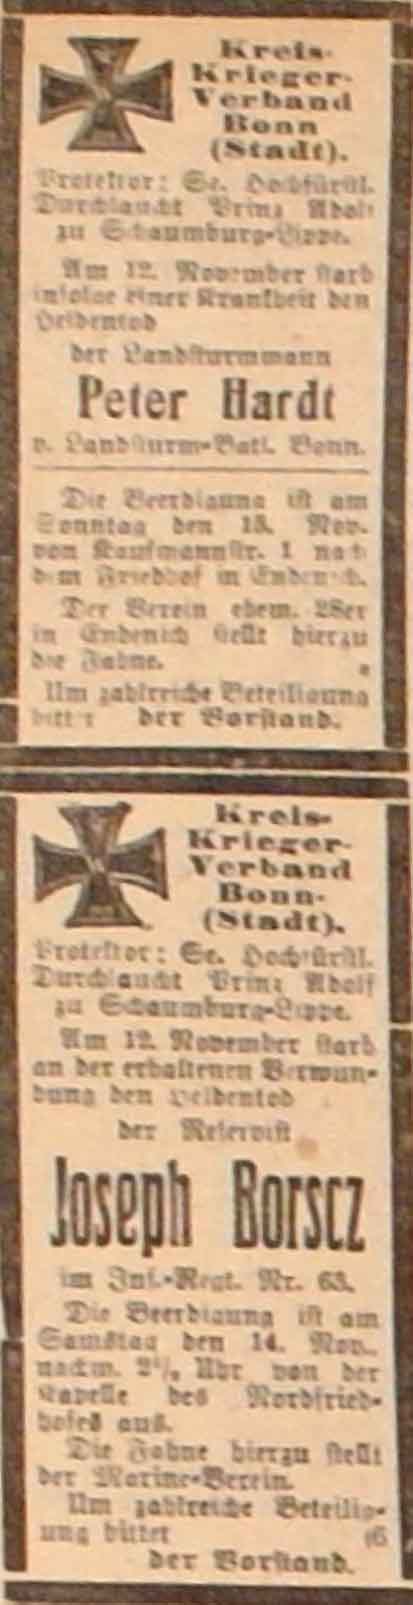 Kreis-
Krieger-
Verband
Bonn
(Stadt).
Protektor: Se. Hochfürstl.
Durchlaucht Prinz Adolf
zu Schaumburg-Lippe.
Am 12. November starb
infolge einer Krankheit den
Heldentod
der Landsturmmann
Peter Hardt
v. Landsturm-Batl. Bonn.
Die Beerdigung ist am
Sonntag den 15. Nov.
von Kaufmannstr. 1 nach
dem Friedhof in Endenich.
Der Verein ehem. 28er
in Endenich stellt hierzu
die Fahne.
Um zahlreiche Beteiligung
bittet der Vorstand.
Kreis-
Krieger-
Verband
Bonn-
(Stadt).
Protektor: Se. Hochfürstl.
Durchlaucht Prinz Adolf
zu Schaumburg-Lippe.
Am 12. November starb
an der erhaltenen Verwun-
dung den Heldentod
der Reservist
Joseph Borscz
im Inf.-Regt. Nr. 63.
Die Beerdigung ist am
Samstag den 14. Nov.,
nachm. 2½ Uhr von der
Kapelle des Nordfried-
hofes aus.
Die Fahne hierzu stellt
der Marine-Verein.
Um zahlreiche Beteilig-
ung bittet 6
der Vorstand.